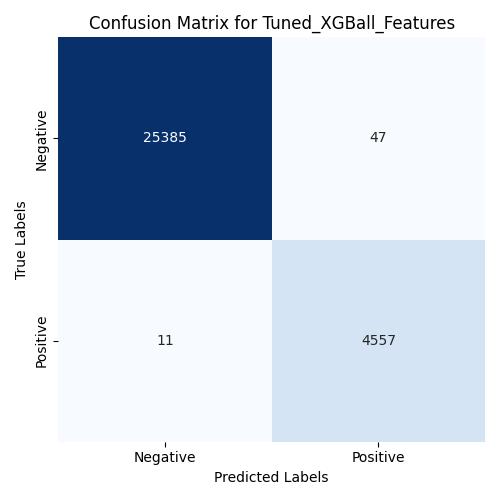 Confusion Matrix for Tuned_XGBall_Features
True Labels
Negative
25385
47
Positive
11
4557
Negative
Positive
Predicted Labels